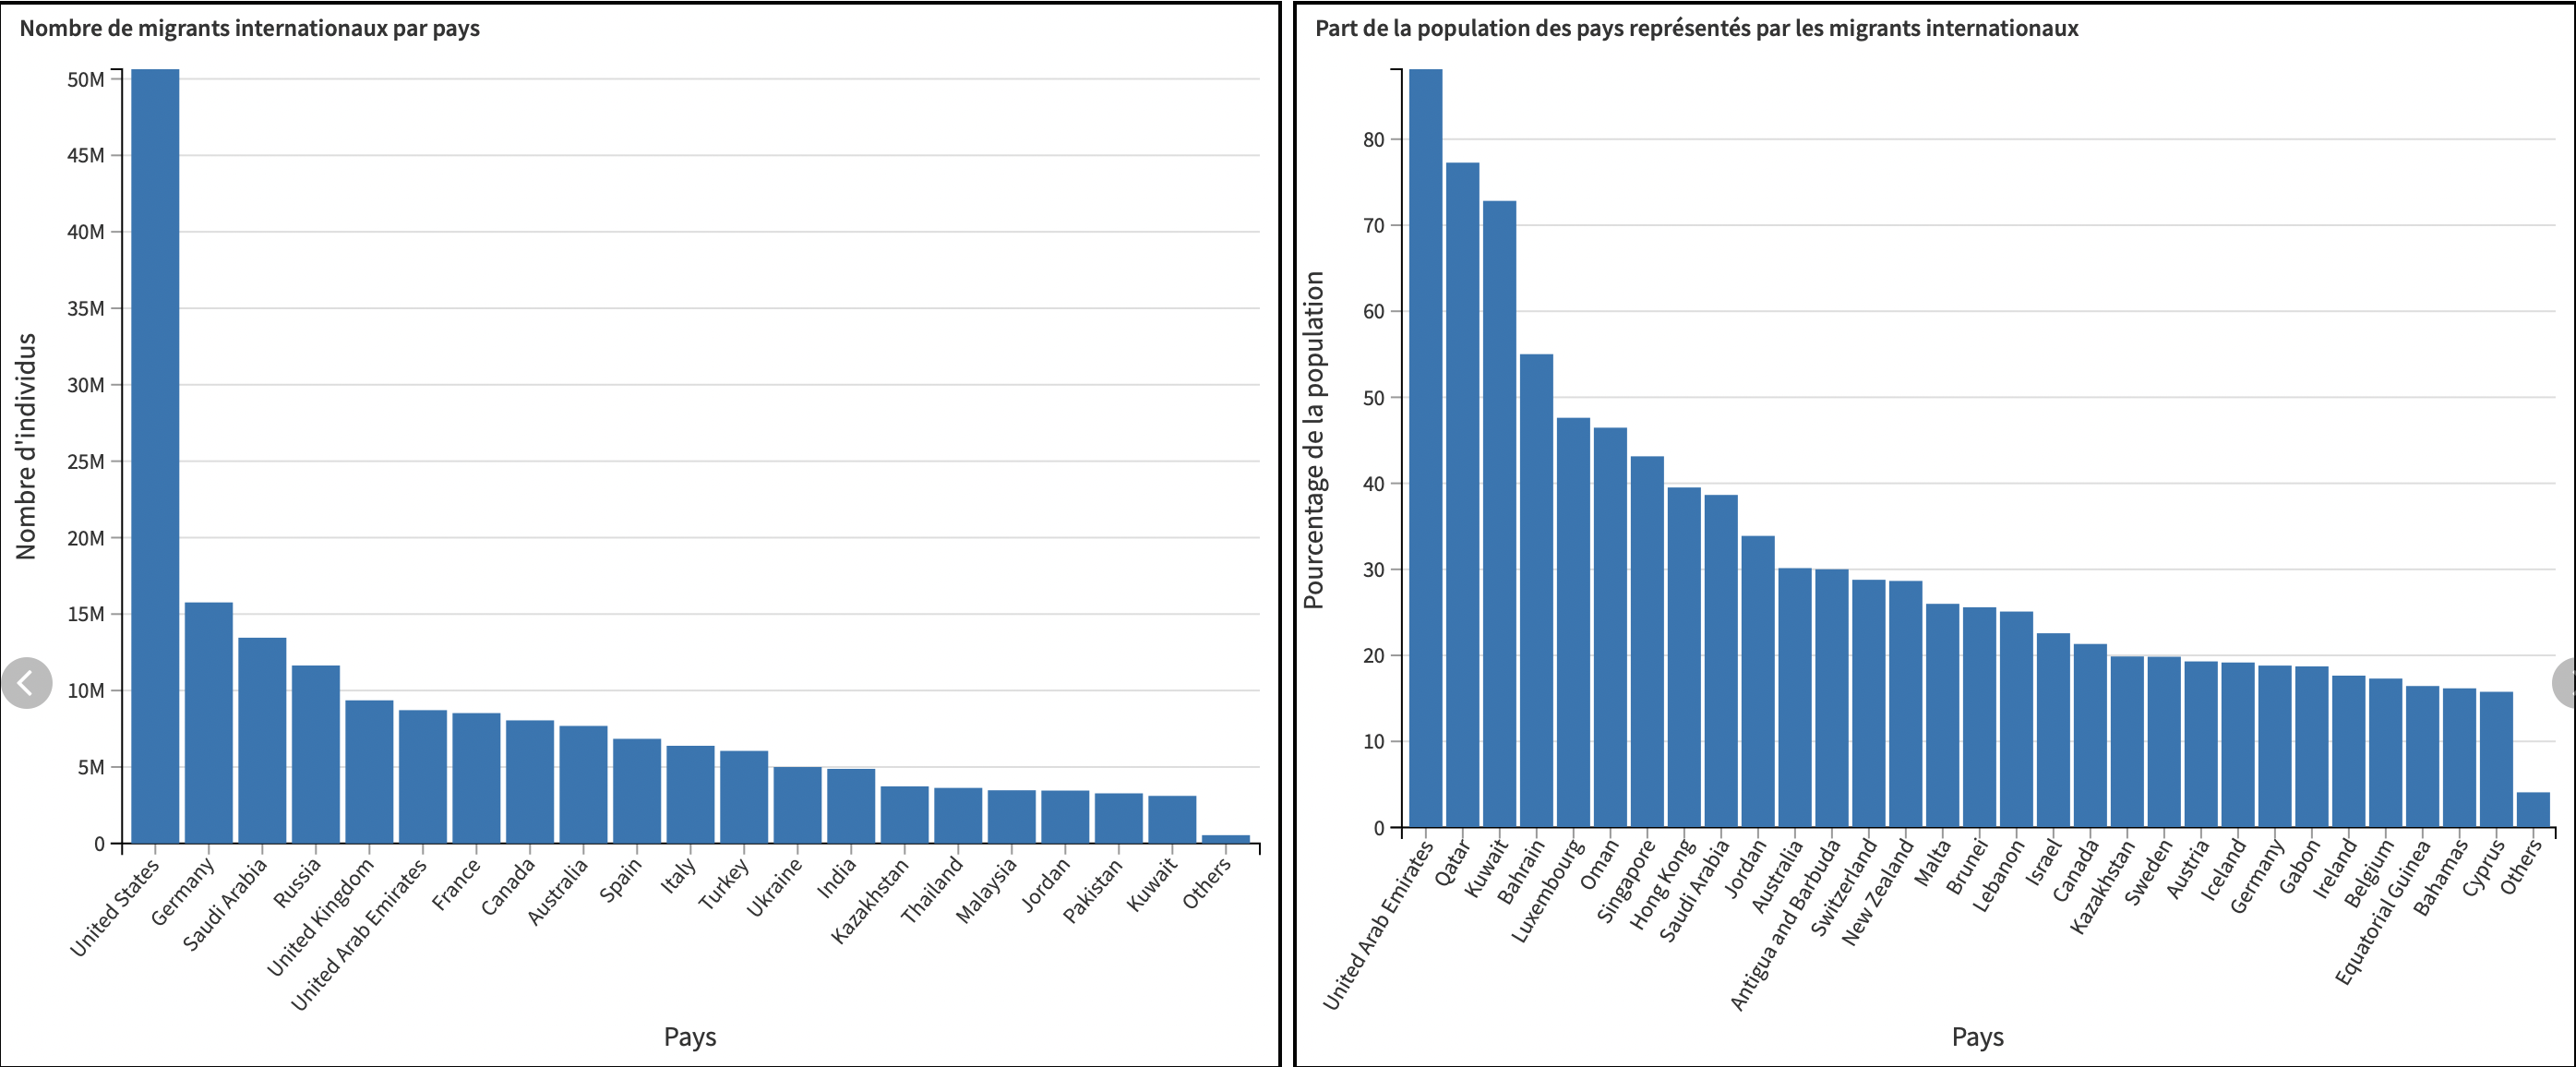 Nombre de migrants internationaux par pays
50M
45M
40M
35M
30M
25M
20M
15M
10M
5M
0
Nombre d'individus
United States
Germany
Saudi Arabia
Russia
United Kingdom
United Arab Emirates
France
Canada
Australia
Spain
Italy
Turkey
Ukraine
India
Kazakhstan
Thailand
Malaysia
Jordan
Pakistan
Kuwait
Others
Pays
Part de la population des pays représentés par les migrants internationaux
80
70
60
50
40
30
20
10
0
Pourcentage de la population
United Arab Emirates
Qatar
Kuwait
Bahrain
Luxembourg
Oman
Singapore
Hong Kong
Saudi Arabia
Jordan
Australia
Antigua and Barbuda
Switzerland
New Zealand
Malta
Brunei
Lebanon
Israel
Canada
Kazakhstan
Sweden
Austria
Iceland
Germany
Gabon
Ireland
Belgium
Equatorial Guinea
Bahamas
Cyprus
Others
Pays